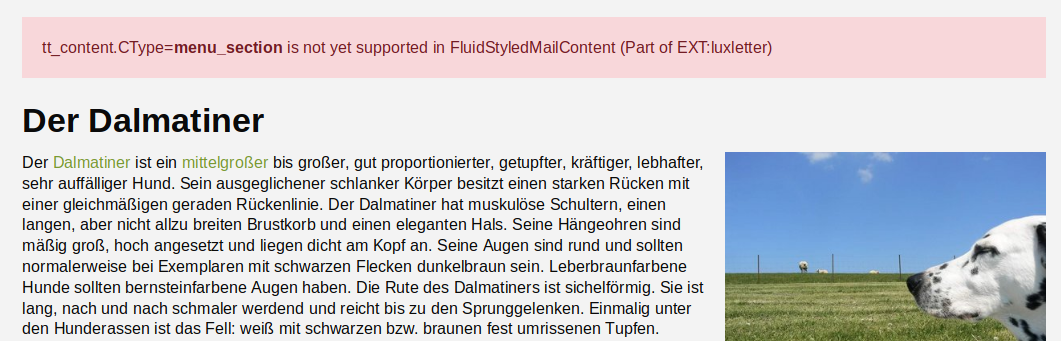 tt_content.CType=menu_section is not yet supported in FluidStyledMailContent (Part of EXT:luxletter)
Der Dalmatiner
Der Dalmatiner ist ein mittelgroßer bis großer, gut proportionierter, getupfter, kräftiger, lebhafter,
sehr auffälliger Hund. Sein ausgeglichener schlanker Körper besitzt einen starken Rücken mit
einer gleichmäßigen geraden Rückenlinie. Der Dalmatiner hat muskulöse Schultern, einen
langen, aber nicht allzu breiten Brustkorb und einen eleganten Hals. Seine Hängeohren sind
mäßig groß, hoch angesetzt und liegen dicht am Kopf an. Seine Augen sind rund und sollten
normalerweise bei Exemplaren mit schwarzen Flecken dunkelbraun sein. Leberbraunfarbene
Hunde sollten bernsteinfarbene Augen haben. Die Rute des Dalmatiners ist sichelförmig. Sie ist
lang, nach und nach schmaler werdend und reicht bis zu den Sprunggelenken. Einmalig unter
den Hunderassen ist das Fell: weiß mit schwarzen bzw. braunen fest umrissenen Tupfen.